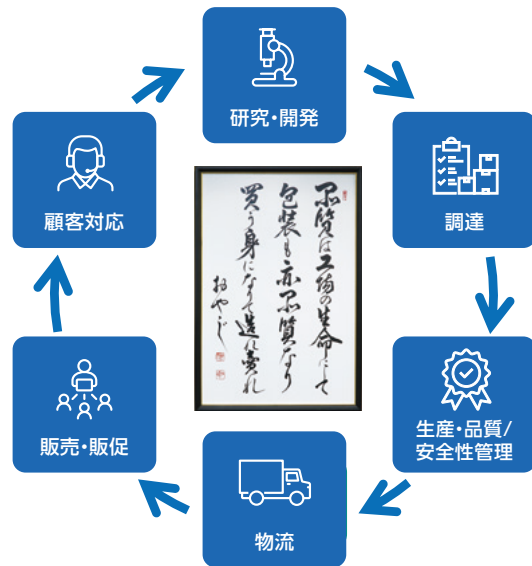 研究・開発
調達
生産・品質/
安全性管理
物流
販売・販促
顧客対応
品質は工場の生命にして
包装も亦品質なり
買う身になりて造れ売れ
おやじ